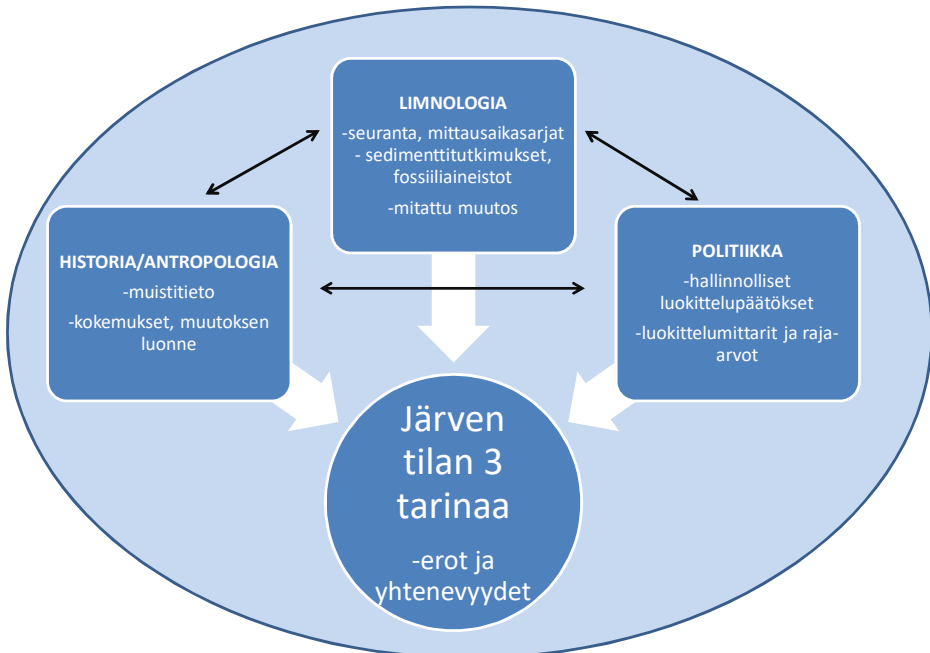 LIMNOLOGIA
-seuranta, mittausaikasarjat
- sedimenttitutkimukset,
fossiiliaineistot
-mitattu muutos
HISTORIA/ANTROPOLOGIA
-muistitieto
-kokemukset, muutoksen
luonne
POLITIIKKA
-hallinnolliset
luokittelupäätökset
-luokittelumittarit ja raja-
arvot
Järven
tilan 3
tarinaa
-erot ja
yhtenevyydet